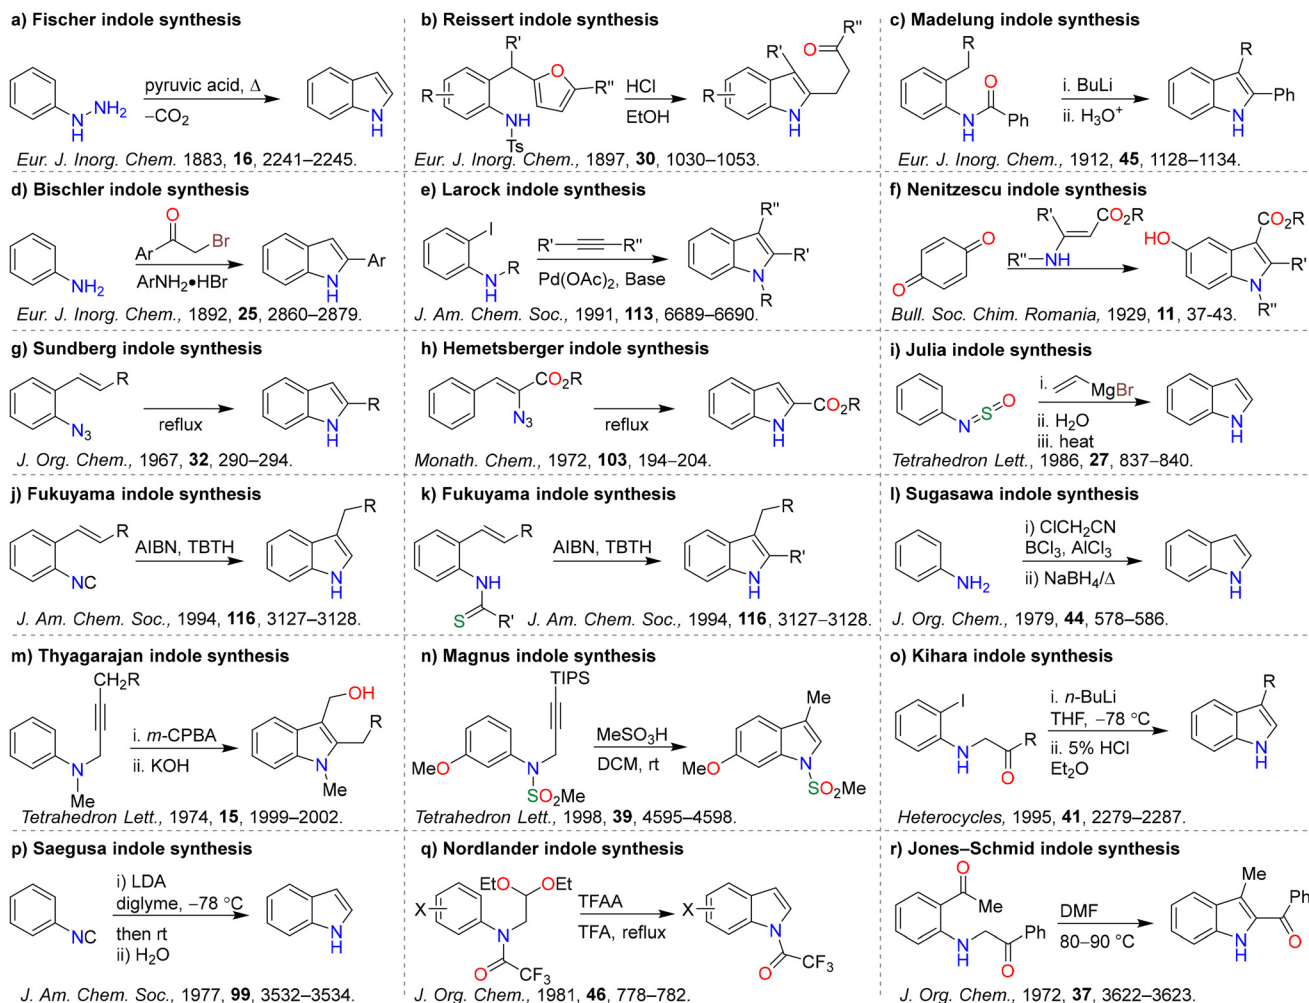 a) Fischer indole synthesis
NH₂
N
H
pyruvic acid, Δ
−CO₂
N
H
Eur. J. Inorg. Chem. 1883, 16, 2241–2245.
b) Reissert indole synthesis
R'
O
R''
R
NH
Ts
HCl
EtOH
R''
O
R'
R
N
H
Eur. J. Inorg. Chem., 1897, 30, 1030–1053.
c) Madelung indole synthesis
R
O
N
H
Ph
i. BuLi
ii. H₃O⁺
R
Ph
N
H
Eur. J. Inorg. Chem., 1912, 45, 1128–1134.
d) Bischler indole synthesis
NH₂
O
Ar
Br
ArNH₂•HBr
Ar
N
H
Eur. J. Inorg. Chem., 1892, 25, 2860–2879.
e) Larock indole synthesis
I
N
H
R
R'
R''
Pd(OAc)₂, Base
R''
R'
N
R
J. Am. Chem. Soc., 1991, 113, 6689–6690.
f) Nenitzescu indole synthesis
O
O
R'
CO₂R
R''
NH
HO
CO₂R
R'
N
R''
Bull. Soc. Chim. Romania, 1929, 11, 37-43.
g) Sundberg indole synthesis
R
N₃
reflux
R
N
H
J. Org. Chem., 1967, 32, 290–294.
h) Hemetsberger indole synthesis
CO₂R
N₃
reflux
CO₂R
N
H
Monath. Chem., 1972, 103, 194–204.
i) Julia indole synthesis
N
S
O
i.
MgBr
ii. H₂O
iii. heat
N
H
Tetrahedron Lett., 1986, 27, 837–840.
j) Fukuyama indole synthesis
R
NC
AIBN, TBTH
R
N
H
J. Am. Chem. Soc., 1994, 116, 3127–3128.
k) Fukuyama indole synthesis
R
NH
S
R'
AIBN, TBTH
R
R'
N
H
J. Am. Chem. Soc., 1994, 116, 3127–3128.
l) Sugasawa indole synthesis
NH₂
i) ClCH₂CN
BCl₃, AlCl₃
ii) NaBH₄/Δ
N
H
J. Org. Chem., 1979, 44, 578–586.
m) Thyagarajan indole synthesis
CH₂R
N
Me
i. m-CPBA
ii. KOH
OH
R
N
Me
Tetrahedron Lett., 1974, 15, 1999–2002.
n) Magnus indole synthesis
TIPS
MeO
N
SO₂Me
MeSO₃H
DCM, rt
Me
MeO
N
SO₂Me
Tetrahedron Lett., 1998, 39, 4595–4598.
o) Kihara indole synthesis
I
N
H
R
O
i. n-BuLi
THF, −78 °C
ii. 5% HCl
Et₂O
R
N
H
Heterocycles, 1995, 41, 2279–2287.
p) Saegusa indole synthesis
NC
i) LDA
diglyme, −78 °C
then rt
ii) H₂O
N
H
J. Am. Chem. Soc., 1977, 99, 3532–3534.
q) Nordlander indole synthesis
EtO
OEt
X
N
O
CF₃
TFAA
TFA, reflux
X
N
O
CF₃
J. Org. Chem., 1981, 46, 778–782.
r) Jones–Schmid indole synthesis
O
Me
N
H
Ph
O
DMF
80–90 °C
Me
Ph
N
H
O
J. Org. Chem., 1972, 37, 3622–3623.